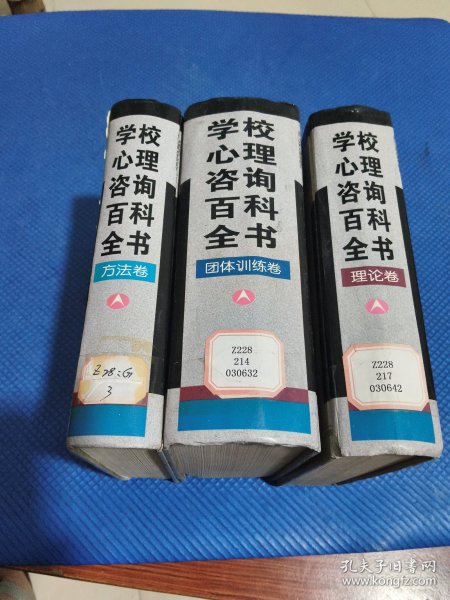 学校
心理
咨询
百科
全书
方法卷
Z28:G
3
学校
心理
咨询
百科
全书
团体训练卷
Z228
214
030632
学校
心理
咨询
百科
全书
理论卷
Z228
217
030642
孔夫子旧书网
www.kongfz.com